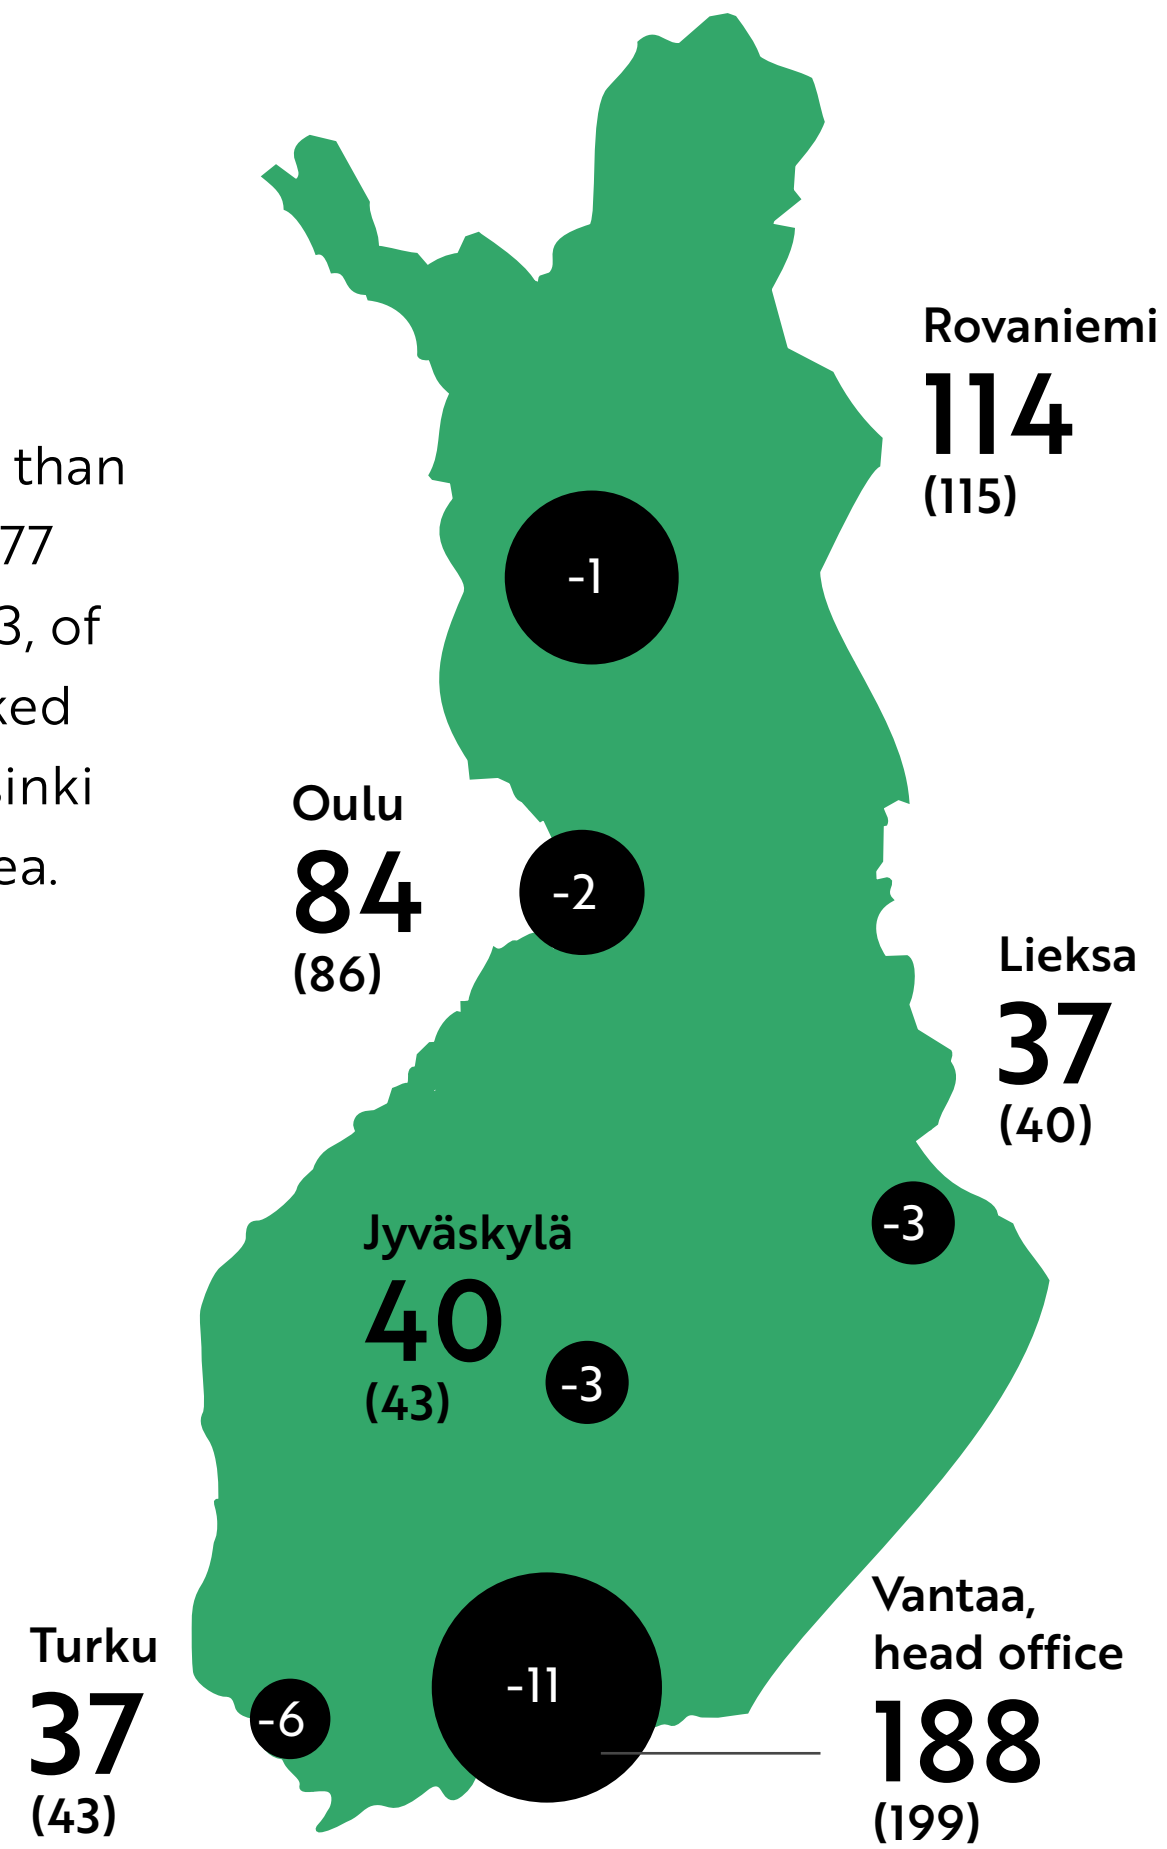 than
77
3, of
ked
sinki
ea.
Rovaniemi
114
(115)
-1
Oulu
84
(86)
-2
Lieksa
37
(40)
-3
Jyväskylä
40
(43)
-3
Vantaa,
head office
188
(199)
-11
Turku
37
(43)
-6